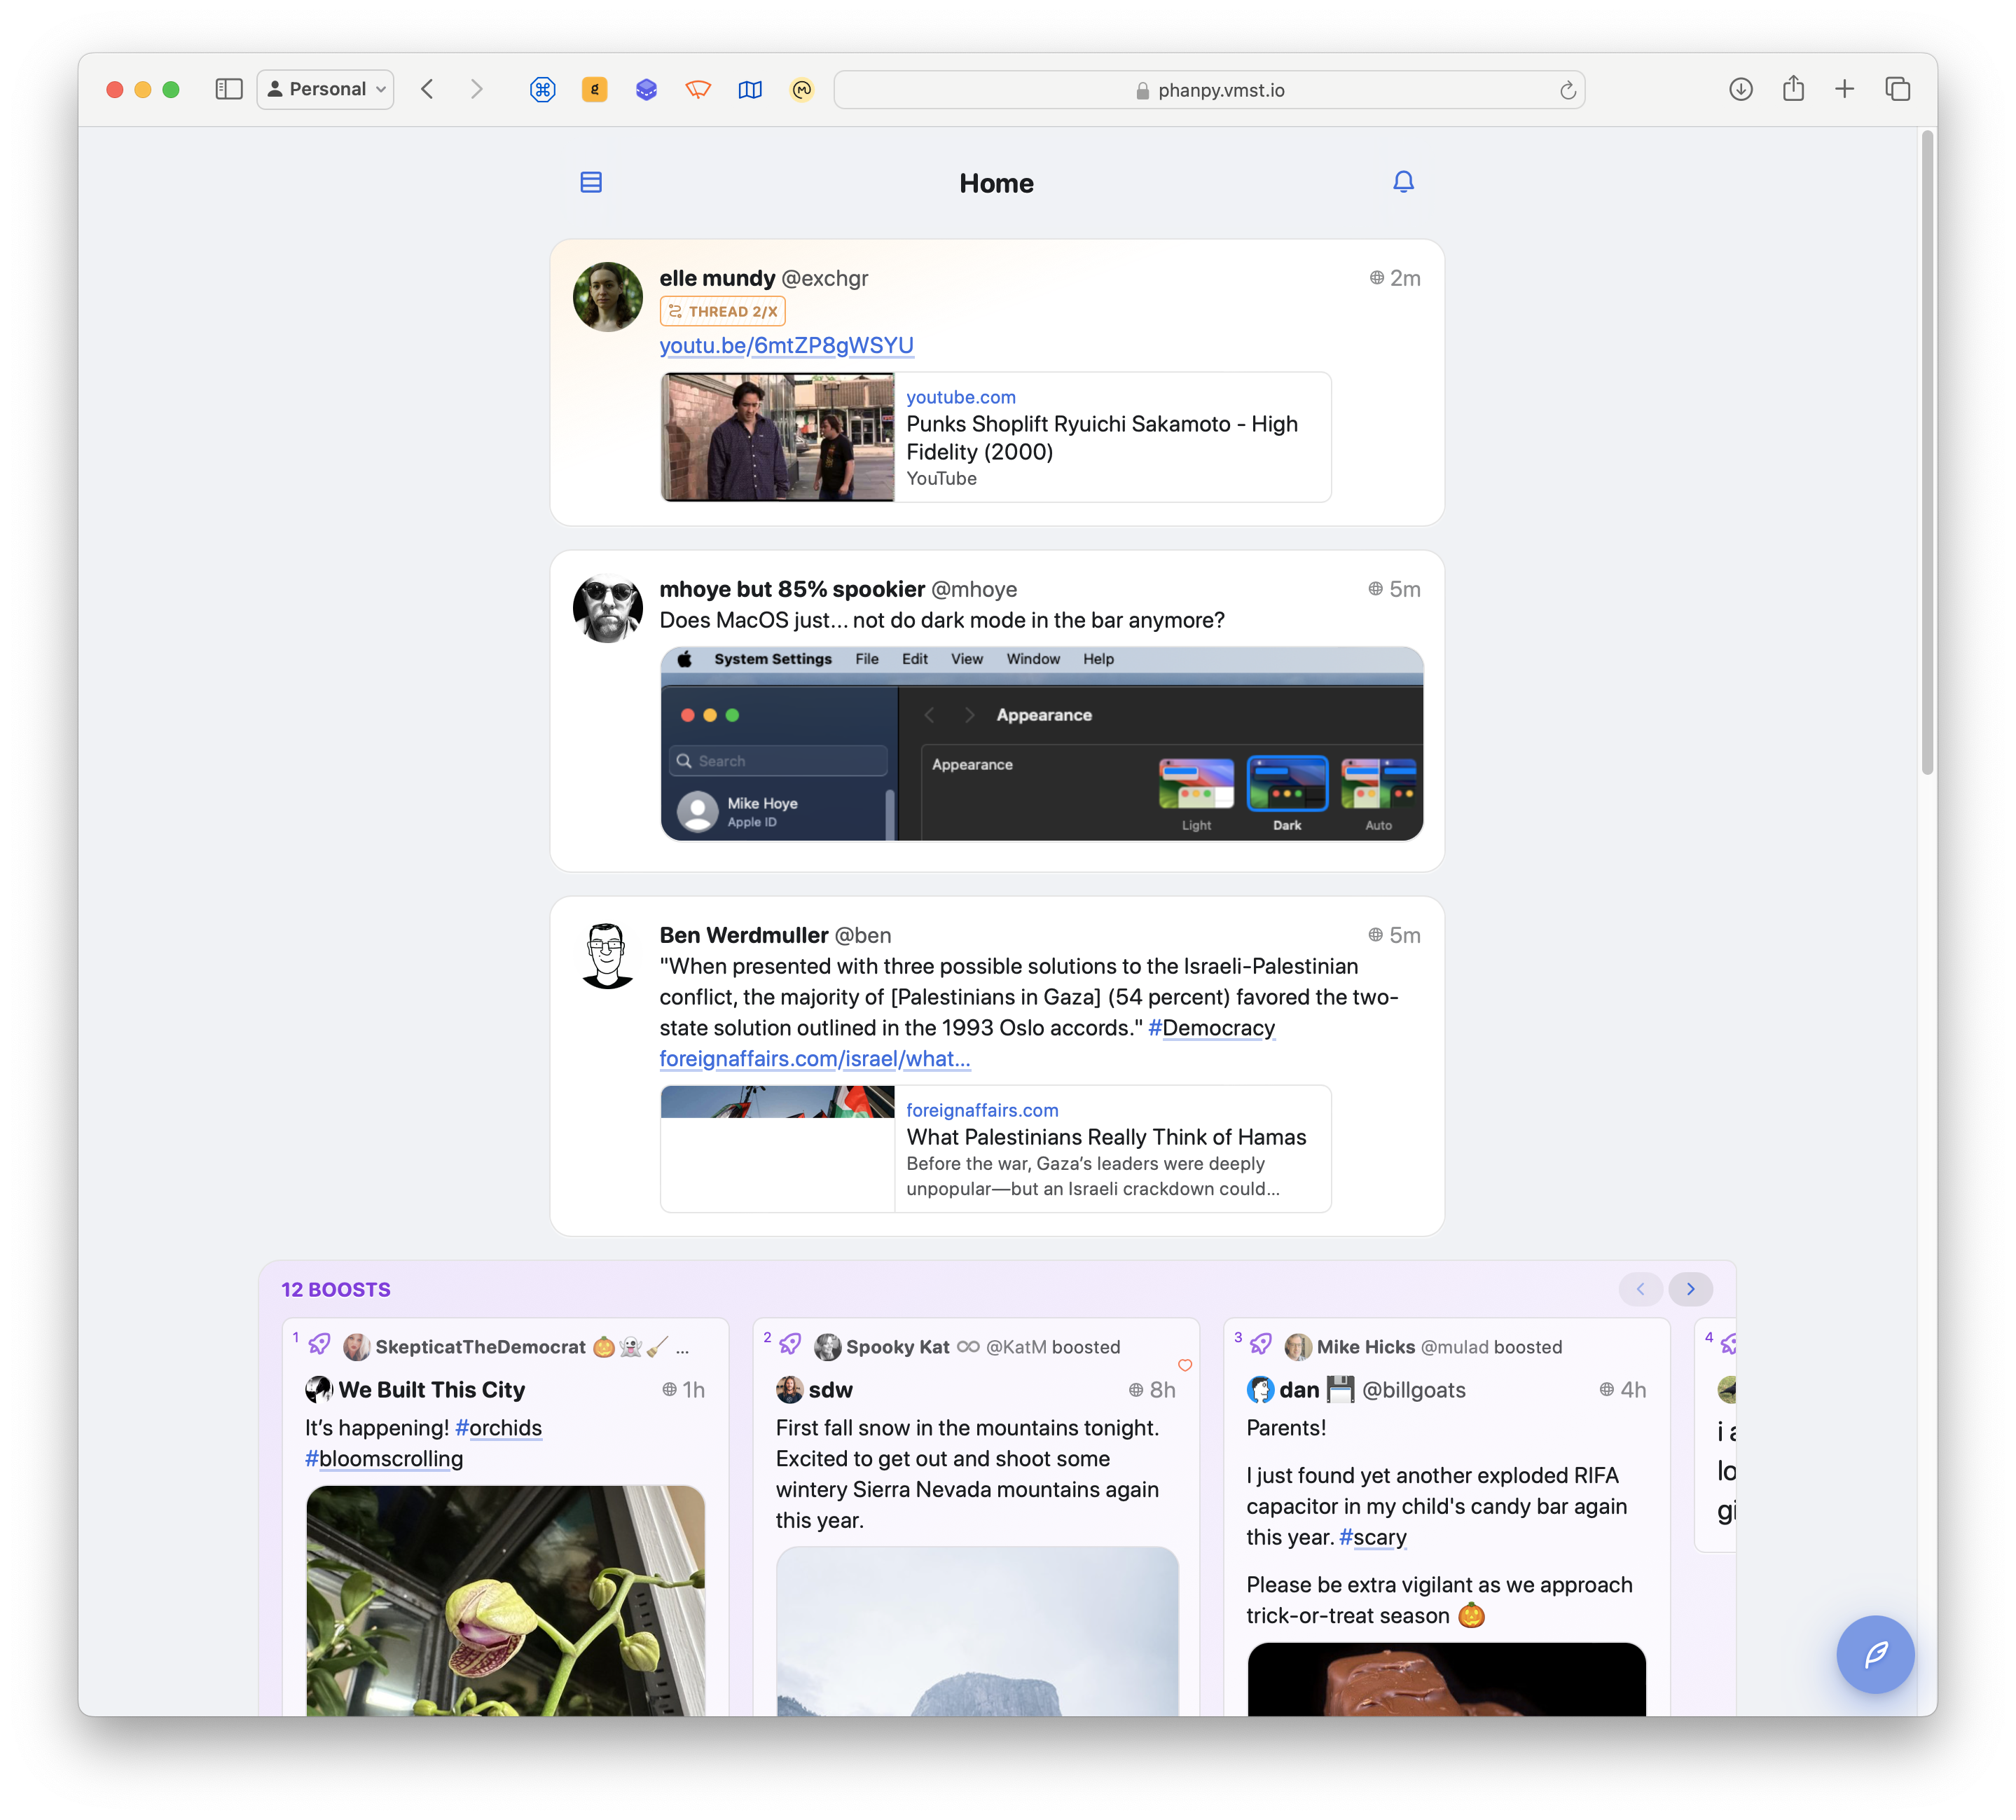 Personal
phanpy.vmst.io
Home
elle mundy @exchgr
2m
THREAD 2/X
youtu.be/6mtZP8gWSYU
youtube.com
Punks Shoplift Ryuichi Sakamoto - High
Fidelity (2000)
YouTube
mhoye but 85% spookier @mhoye
5m
Does MacOS just... not do dark mode in the bar anymore?
System Settings File Edit View Window Help
Appearance
Search
Appearance
Mike Hoye
Apple ID
Light Dark Auto
Ben Werdmuller @ben
5m
"When presented with three possible solutions to the Israeli-Palestinian
conflict, the majority of [Palestinians in Gaza] (54 percent) favored the two-
state solution outlined in the 1993 Oslo accords." #Democracy
foreignaffairs.com/israel/what…
foreignaffairs.com
What Palestinians Really Think of Hamas
Before the war, Gaza’s leaders were deeply
unpopular—but an Israeli crackdown could…
12 BOOSTS
1 SkepticatTheDemocrat 🎃👻🧹 …
We Built This City 1h
It’s happening! #orchids
#bloomscrolling
2 Spooky Kat ♾ @KatM boosted
sdw 8h
First fall snow in the mountains tonight.
Excited to get out and shoot some
wintery Sierra Nevada mountains again
this year.
3 Mike Hicks @mulad boosted
dan 💾 @billgoats 4h
Parents!
I just found yet another exploded RIFA
capacitor in my child's candy bar again
this year. #scary
Please be extra vigilant as we approach
trick-or-treat season 🎃
4
i
lo
gi